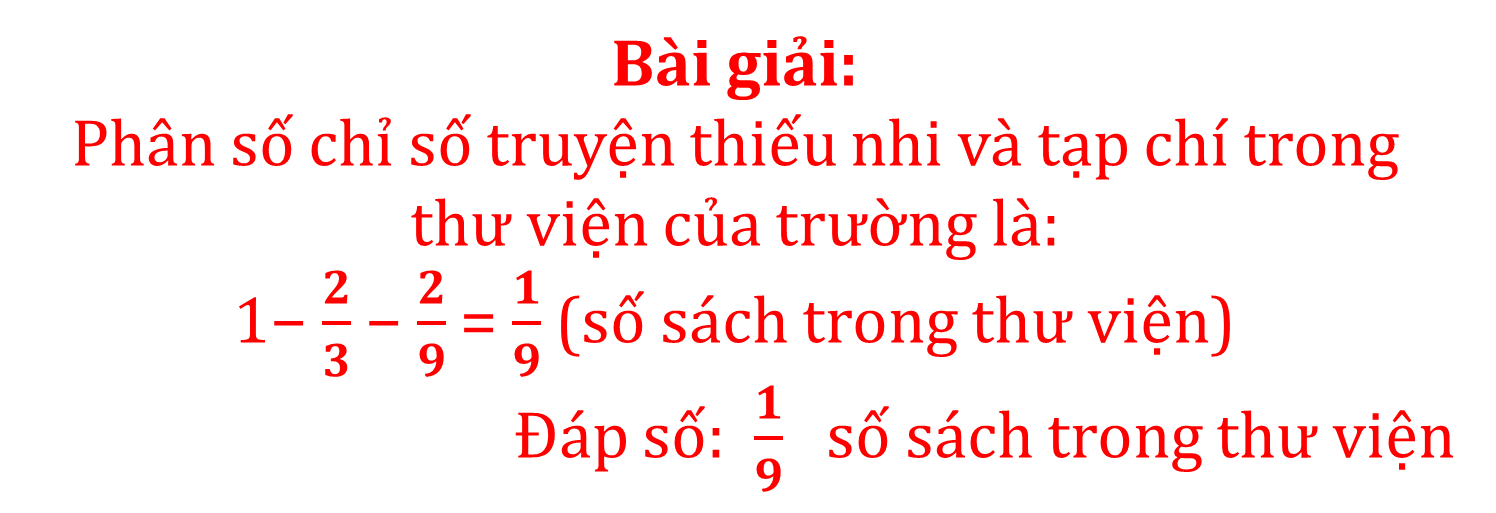 Bài giải:
Phân số chỉ số truyện thiếu nhi và tạp chí trong
thư viện của trường là:
1− 2/3 − 2/9 = 1/9 (số sách trong thư viện)
Đáp số: 1/9 số sách trong thư viện